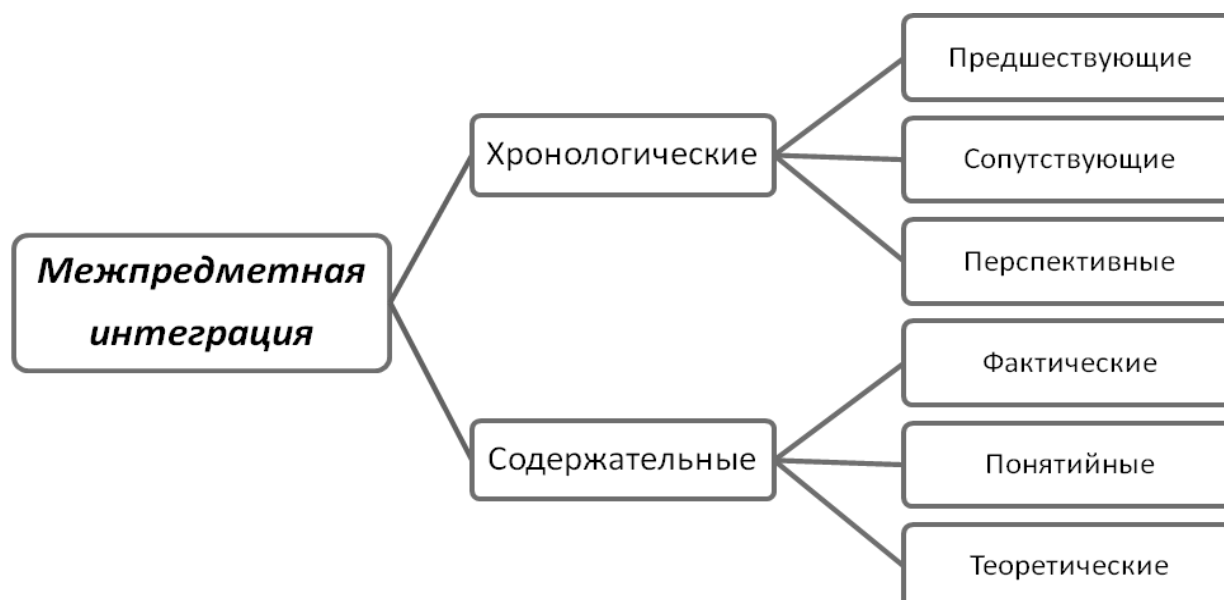 Межпредметная
интеграция
Хронологические
Предшествующие
Сопутствующие
Перспективные
Содержательные
Фактические
Понятийные
Теоретические